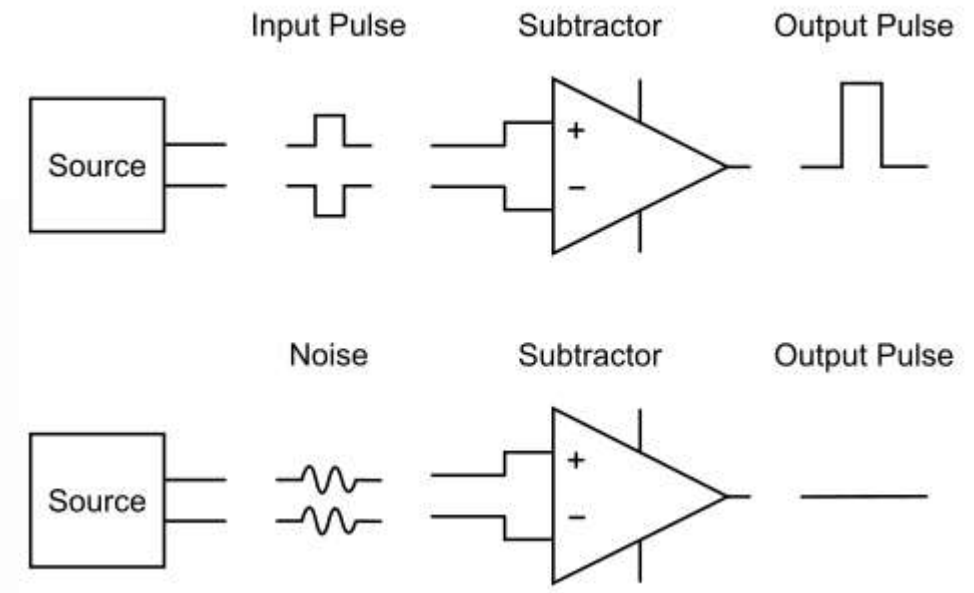 Input Pulse
Subtractor
Output Pulse
Source
+
−
Noise
Subtractor
Output Pulse
Source
+
−